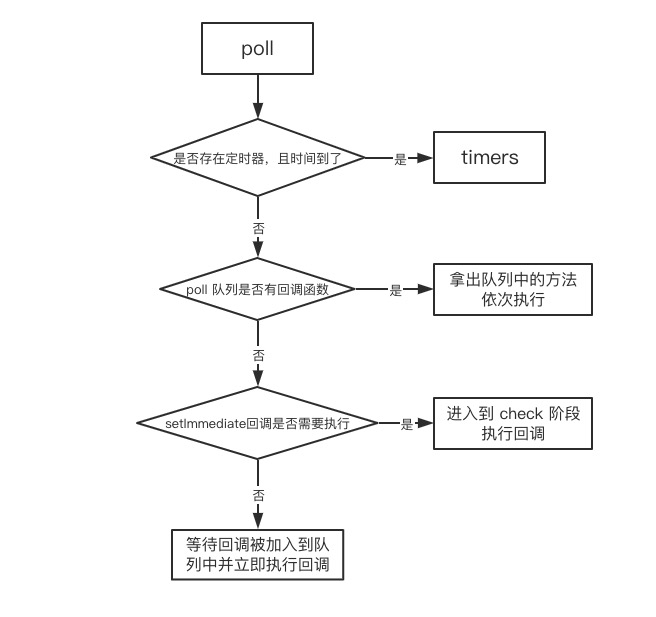 poll
是否存在定时器，且时间到了
是
timers
否
poll 队列是否有回调函数
是
拿出队列中的方法
依次执行
否
setImmediate回调是否需要执行
是
进入到 check 阶段
执行回调
否
等待回调被加入到队
列中并立即执行回调